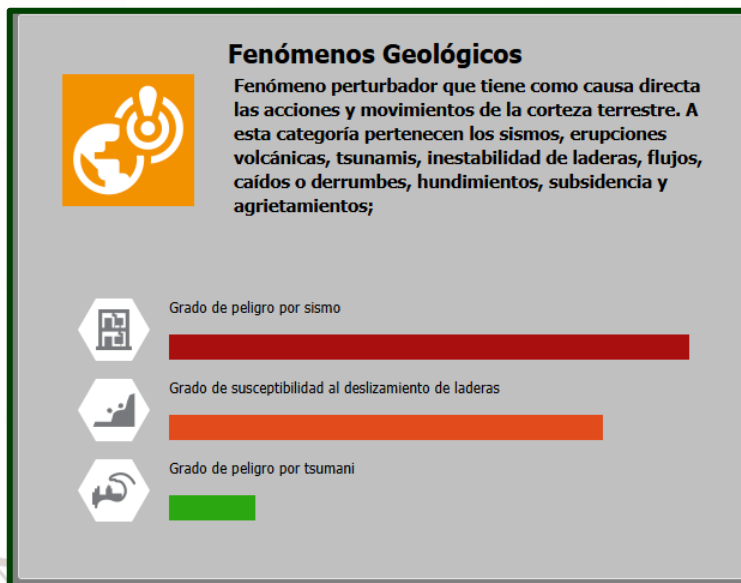 Fenómenos Geológicos
Fenómeno perturbador que tiene como causa directa
las acciones y movimientos de la corteza terrestre. A
esta categoría pertenecen los sismos, erupciones
volcánicas, tsunamis, inestabilidad de laderas, flujos,
caídos o derrumbes, hundimientos, subsidencia y
agrietamientos;
Grado de peligro por sismo
Grado de susceptibilidad al deslizamiento de laderas
Grado de peligro por tsumani